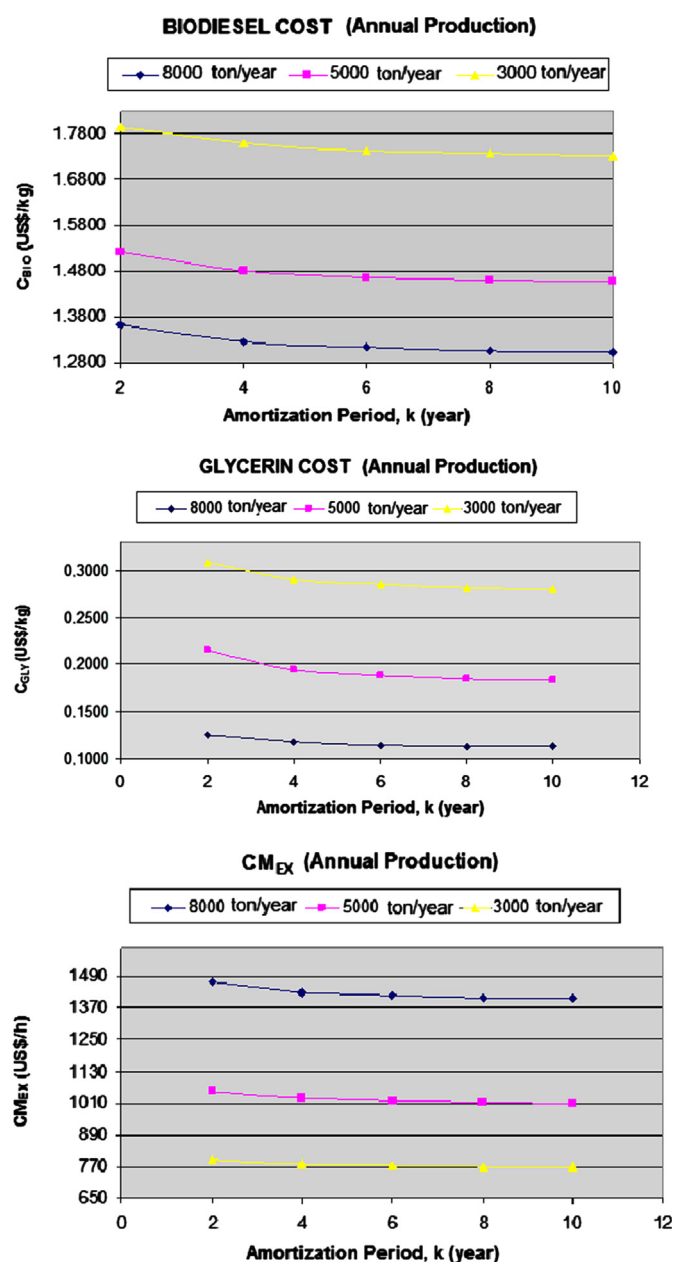 BIODIESEL COST (Annual Production)
8000 ton/year 5000 ton/year 3000 ton/year
1.7800
1.6800
1.5800
1.4800
1.3800
1.2800
C_BIO (US$/kg)
2 4 6 8 10
Amortization Period, k (year)
GLYCERIN COST (Annual Production)
8000 ton/year 5000 ton/year 3000 ton/year
0,3000
0.2500
0.2000
0.1500
0,1000
C_GLY (US$/kg)
0 2 4 6 8 10 12
Amortization Period, k (year)
CM_EX (Annual Production)
8000 ton/year 5000 ton/year 3000 ton/year
1490
1370
1250
1130
1010
890
770
650
CM_EX (US$/h)
0 2 4 6 8 10 12
Amortization Period, k (year)